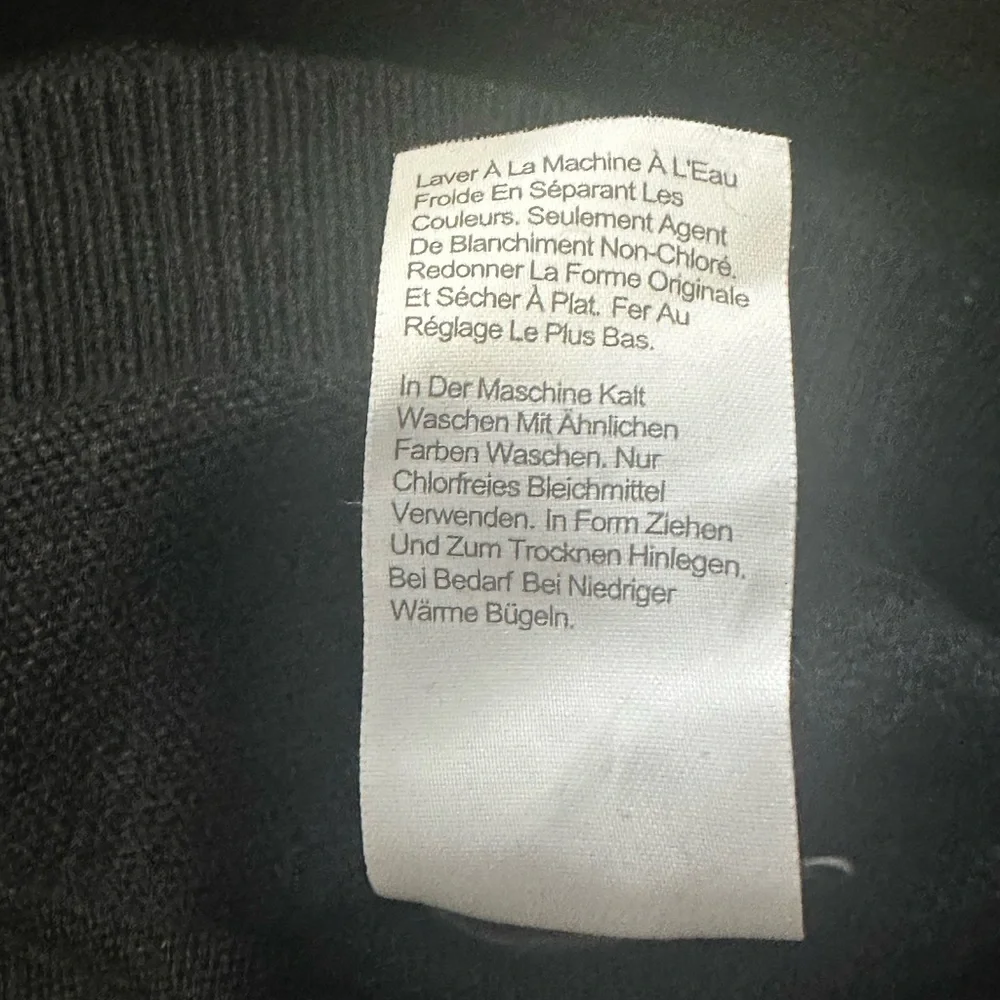 Laver À La Machine À L'Eau
Froide En Séparant Les
Couleurs. Seulement Agent
De Blanchiment Non-Chloré.
Redonner La Forme Originale
Et Sécher À Plat. Fer Au
Réglage Le Plus Bas.
In Der Maschine Kalt
Waschen Mit Ähnlichen
Farben Waschen. Nur
Chlorfreies Bleichmittel
Verwenden. In Form Ziehen
Und Zum Trocknen Hinlegen.
Bei Bedarf Bei Niedriger
Wärme Bügeln.